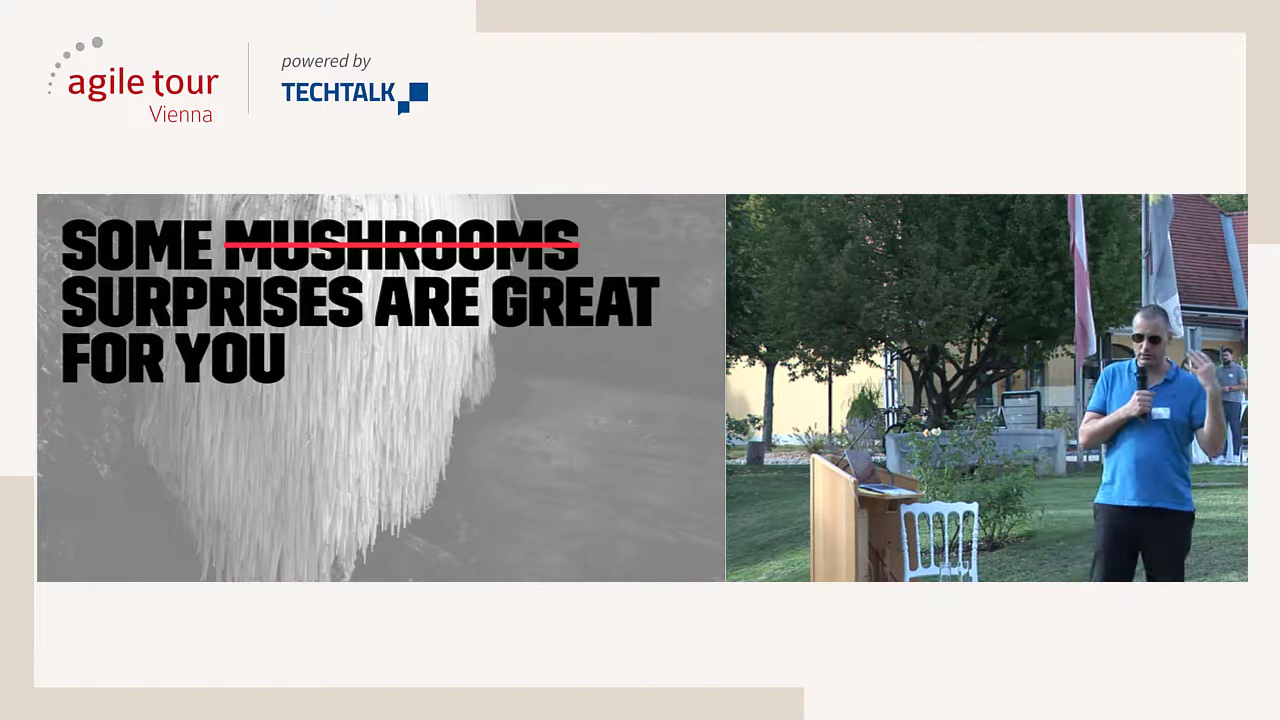 agile tour
Vienna
powered by
TECHTALK
SOME MUSHROOMS
SURPRISES ARE GREAT
FOR YOU